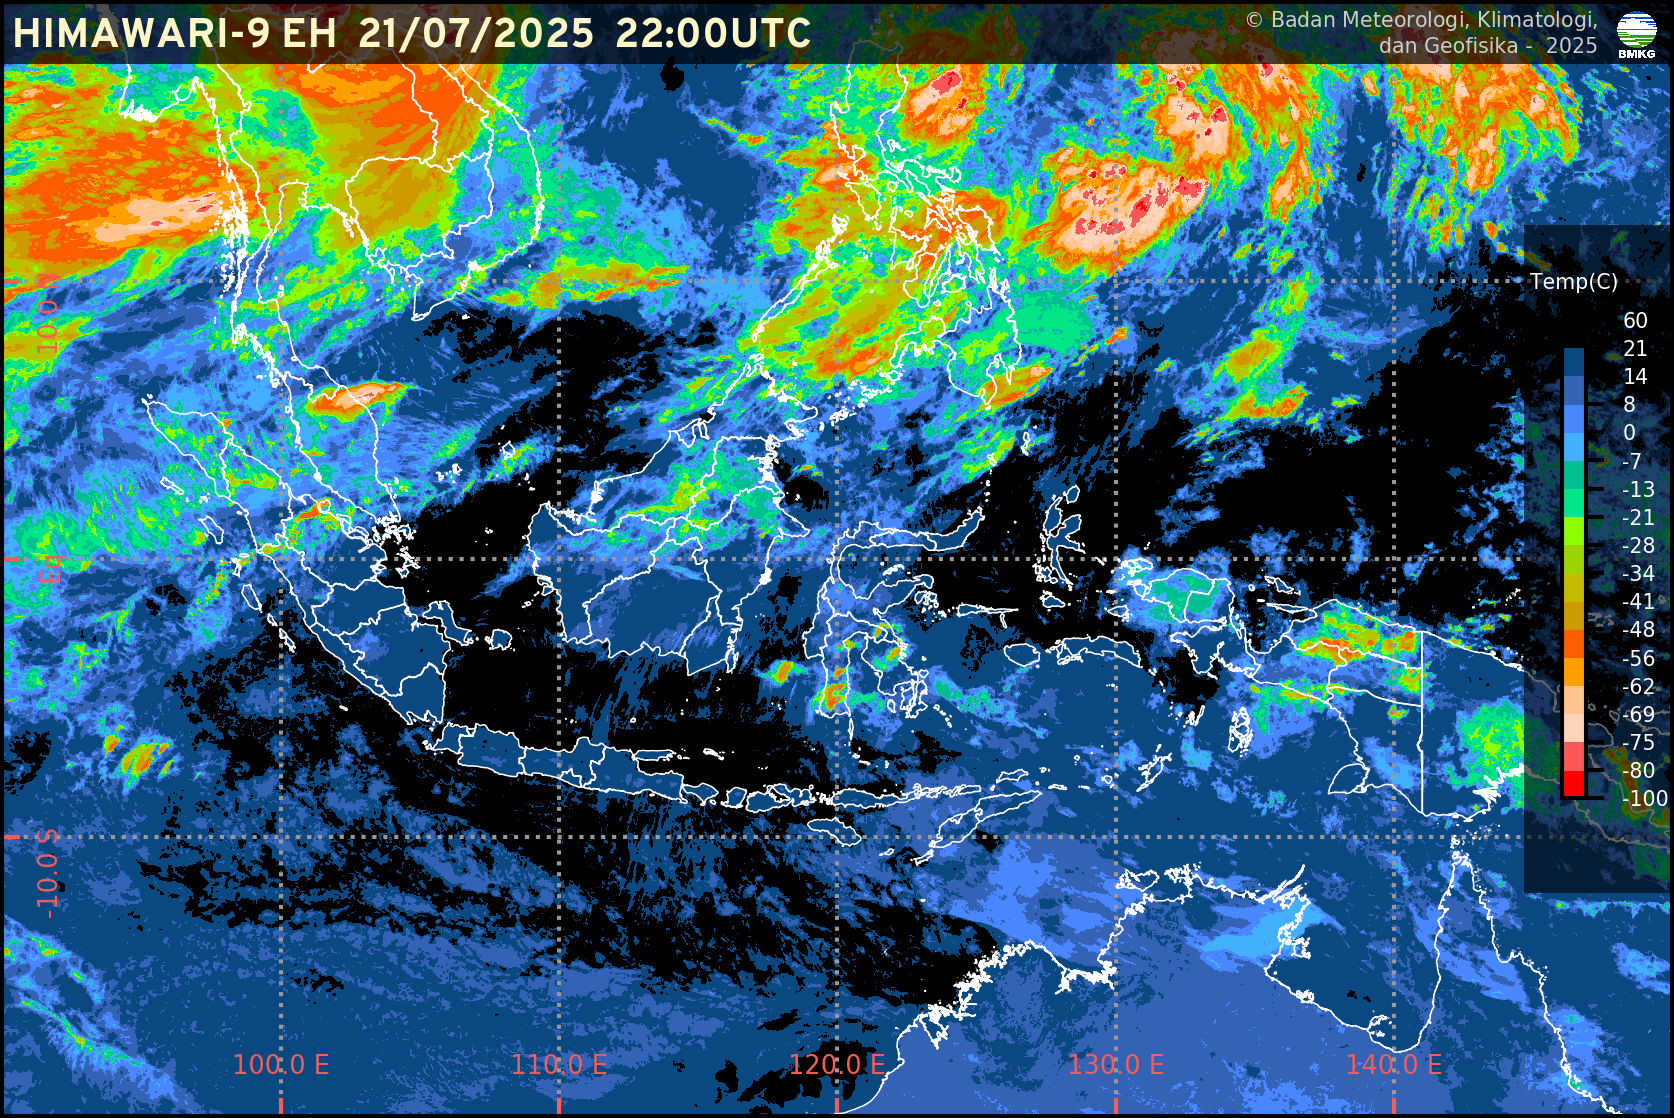 HIMAWARI-9 EH  21/07/2025  22:00UTC
© Badan Meteorologi, Klimatologi,
dan Geofisika -  2025
BMKG
Temp(C)
60
21
14
8
0
-7
-13
-21
-28
-34
-41
-48
-56
-62
-69
-75
-80
-100
10.0 N
Eq
-10.0 S
100.0 E
110.0 E
120.0 E
130.0 E
140.0 E